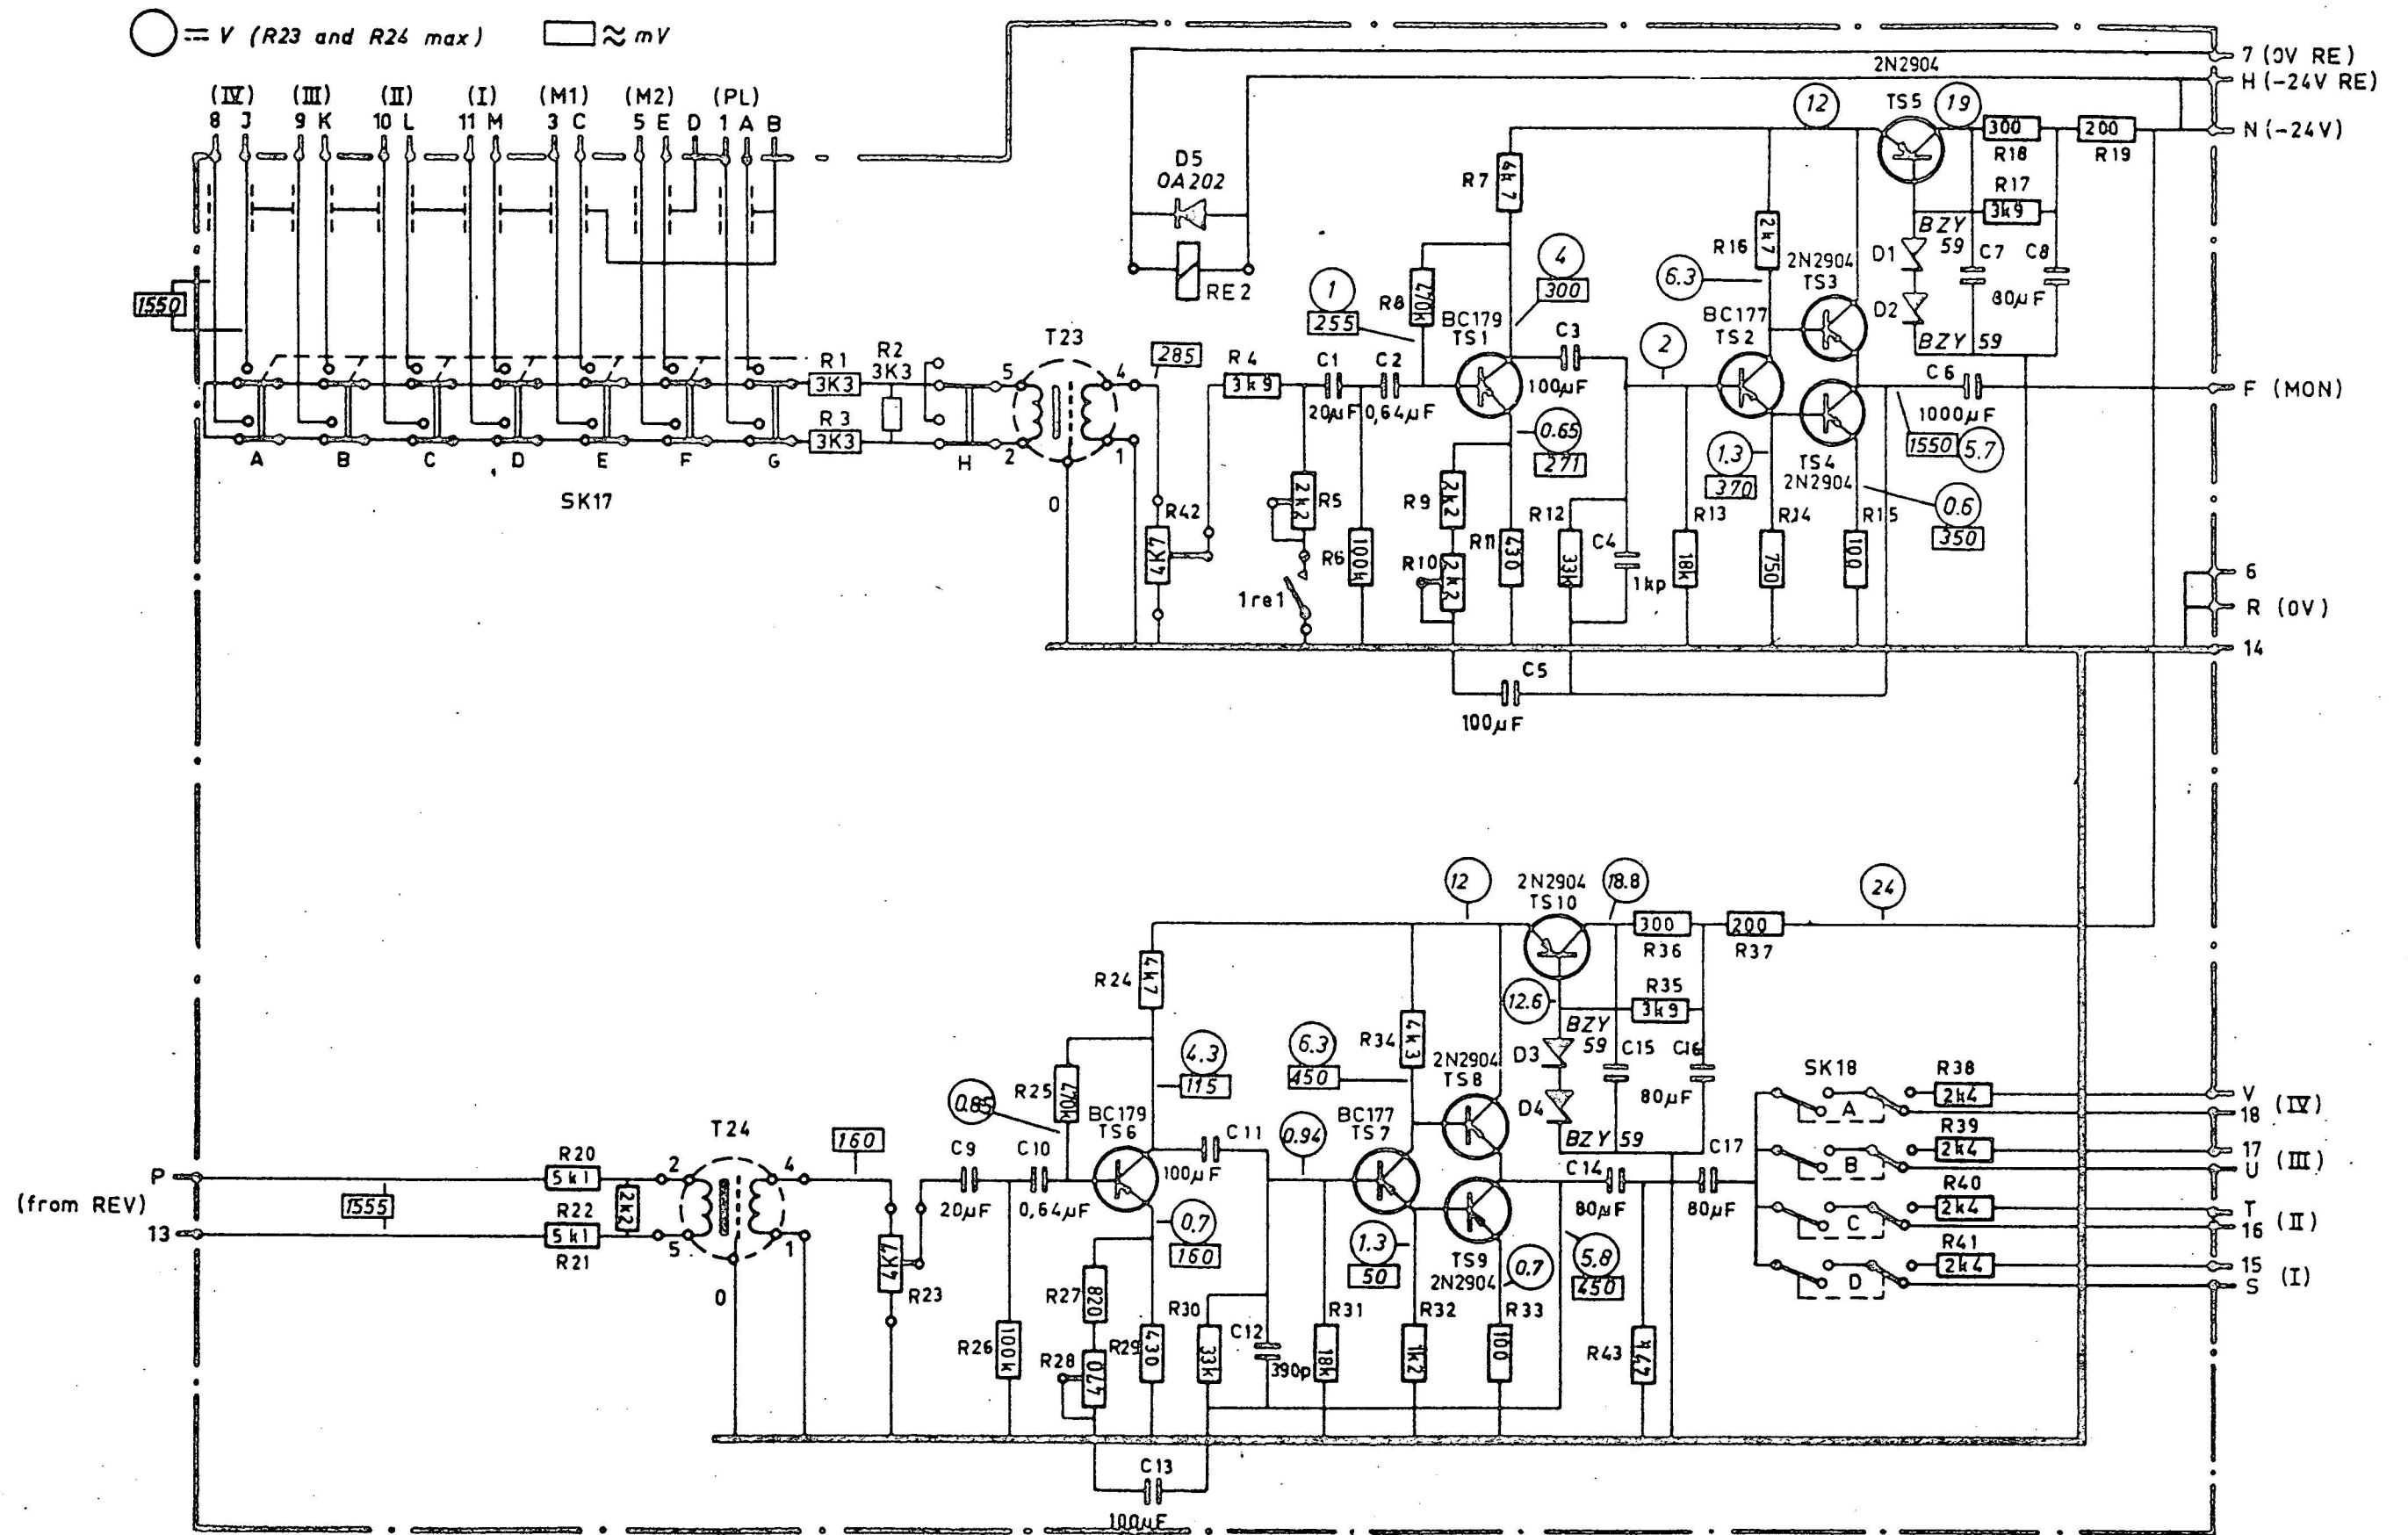 = V (R23 and R26 max) ≈ mV
7 (0V RE)
2N2904
H (-24V RE)
(IV) (III) (II) (I) (M1) (M2) (PL)
8 J 9 K 10 L 11 M 3 C 5 E D 1 A B
12 TS5 19
300 200 N (-24V)
R18 R19
D5
OA202
R7 4k7
R17
3k9
BZY
59
R16 2k7
D1 C7 C8
2N2904
TS3
80µF
D2
BZY 59
RE2
1550
1
255
R8 470k
4
300
6.3
BC179
TS1
C3
100µF
BC177
TS2
2
T23
R1
3K3
R2
3K3
R3
3K3
5 4
2 1
0
285
R4
3k9
C1
20µF
C2
0,64µF
C6
1000µF
F (MON)
1550 5.7
A B C D E F G H
SK17
0.65
271
1.3
370
TS4
2N2904
0.6
350
R42 4K7
R5 2k2
R6 100k
1re1
R9 2k2
R10 2k2
R11 430
R12 33k
C4
1kp
R13 18k
R14 750
R15 100
6
R (0V)
14
C5
100µF
12
2N2904
TS10
18.8
24
300
R36
200
R37
R24 4k7
12.6
R35
3k9
BZY
59
R34 4k3
D3 C15 C16
80µF
D4
BZY 59
4.3
115
6.3
450
2N2904
TS8
R25 470k
0.85
BC179
TS6
BC177
TS7
0.94
SK18
A B C D
R38
2k4
V
18 (IV)
R39
2k4
17
U (III)
R40
2k4
T
16 (II)
R41
2k4
15
S (I)
P
(from REV)
13
1555
R20
5k1
R22
2k2
5k1
R21
T24
2 4
5 1
0
160
C9
20µF
C10
0,64µF
C11
100µF
C14
80µF
C17
80µF
0.7
160
1.3
50
TS9
2N2904
0.7
5.8
450
4K7
R23
R26 100k
R27 820
R28 470
R29 430
R30 33k
C12
390p
R31 18k
R32 1k2
R33 100
R43
C13
100µF